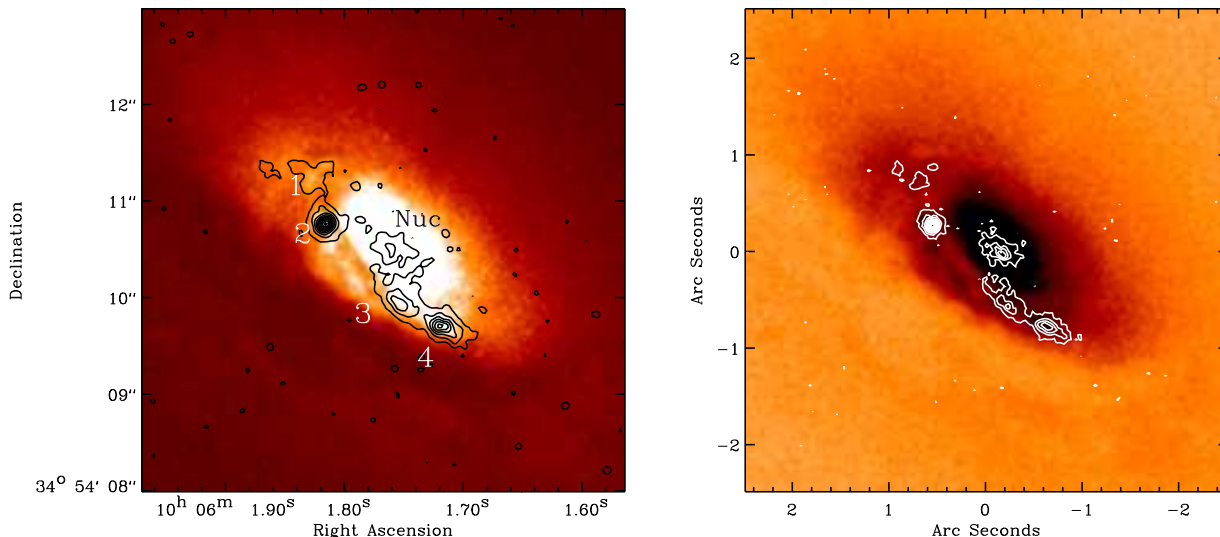 Declination
12"
11"
10"
09"
34° 54' 08"
1
2
Nuc
3
4
10ʰ 06ᵐ 1.90ˢ 1.80ˢ 1.70ˢ 1.60ˢ
Right Ascension
Arc Seconds
2
1
0
-1
-2
2 1 0 -1 -2
Arc Seconds